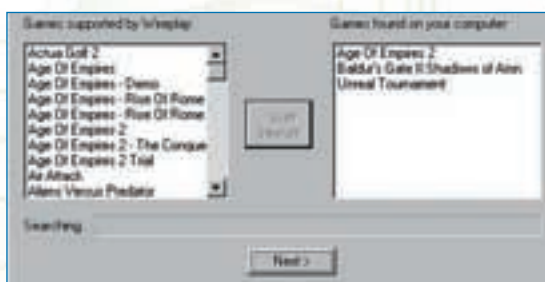 Games supported by Wireplay
Actua Golf 2
Age Of Empires
Age Of Empires - Demo
Age Of Empires - Rise Of Rome
Age Of Empires - Rise Of Rome
Age Of Empires 2
Age Of Empires 2 - The Conque
Age Of Empires 2 Trial
Air Attack
Aliens Versus Predator
Games found on your computer
Age Of Empires 2
Baldur's Gate II Shadows of Amn
Unreal Tournament
Searching
Next >